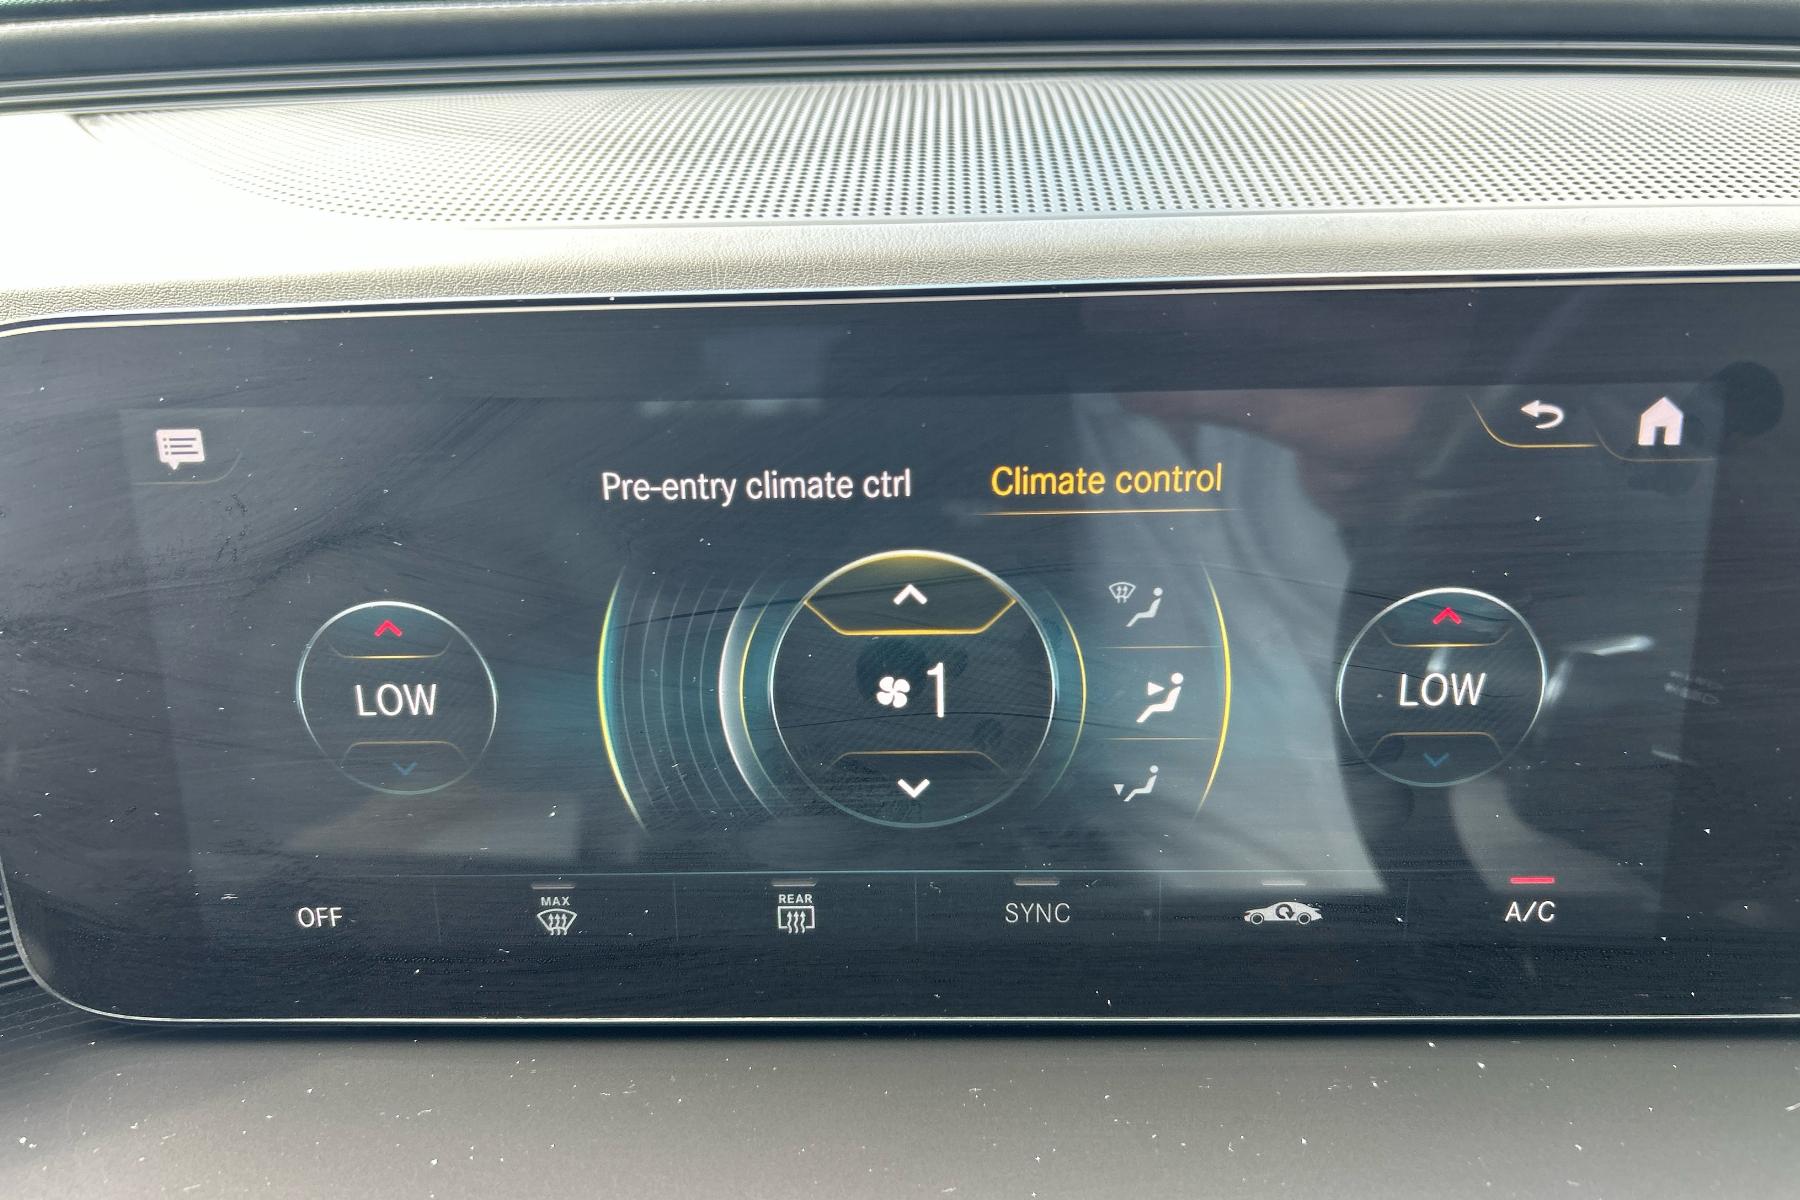 Pre-entry climate ctrl
Climate control
LOW
1
LOW
OFF
MAX
REAR
SYNC
A/C